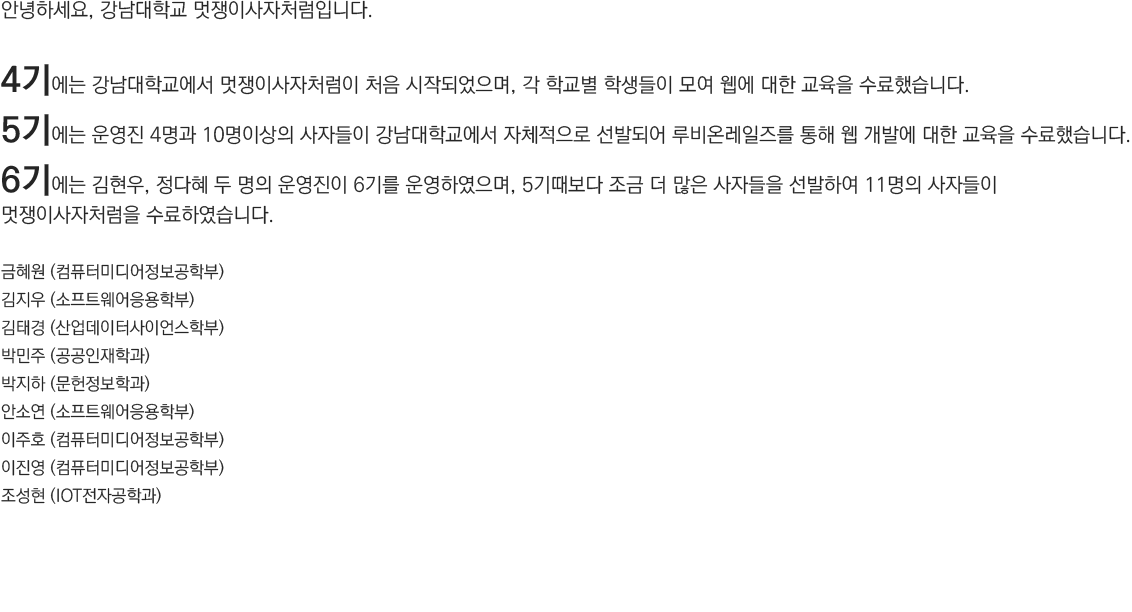 안녕하세요, 강남대학교 멋쟁이사자처럼입니다.
4기에는 강남대학교에서 멋쟁이사자처럼이 처음 시작되었으며, 각 학교별 학생들이 모여 웹에 대한 교육을 수료했습니다.
5기에는 운영진 4명과 10명이상의 사자들이 강남대학교에서 자체적으로 선발되어 루비온레일즈를 통해 웹 개발에 대한 교육을 수료했습니다.
6기에는 김현우, 정다혜 두 명의 운영진이 6기를 운영하였으며, 5기때보다 조금 더 많은 사자들을 선발하여 11명의 사자들이
멋쟁이사자처럼을 수료하였습니다.
금혜원 (컴퓨터미디어정보공학부)
김지우 (소프트웨어응용학부)
김태경 (산업데이터사이언스학부)
박민주 (공공인재학과)
박지하 (문헌정보학과)
안소연 (소프트웨어응용학부)
이주호 (컴퓨터미디어정보공학부)
이진영 (컴퓨터미디어정보공학부)
조성현 (IOT전자공학과)